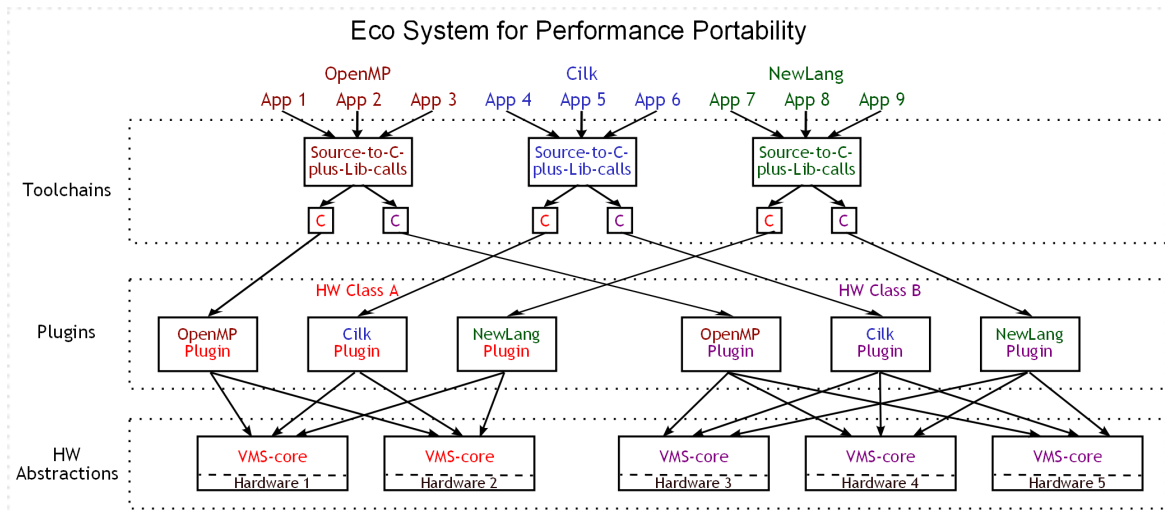 Eco System for Performance Portability
OpenMP
Cilk
NewLang
App 1
App 2
App 3
App 4
App 5
App 6
App 7
App 8
App 9
Toolchains
Source-to-C-
plus-Lib-calls
Source-to-C-
plus-Lib-calls
Source-to-C-
plus-Lib-calls
C
C
C
C
C
C
HW Class A
HW Class B
Plugins
OpenMP
Plugin
Cilk
Plugin
NewLang
Plugin
OpenMP
Plugin
Cilk
Plugin
NewLang
Plugin
HW
Abstractions
VMS-core
Hardware 1
VMS-core
Hardware 2
VMS-core
Hardware 3
VMS-core
Hardware 4
VMS-core
Hardware 5